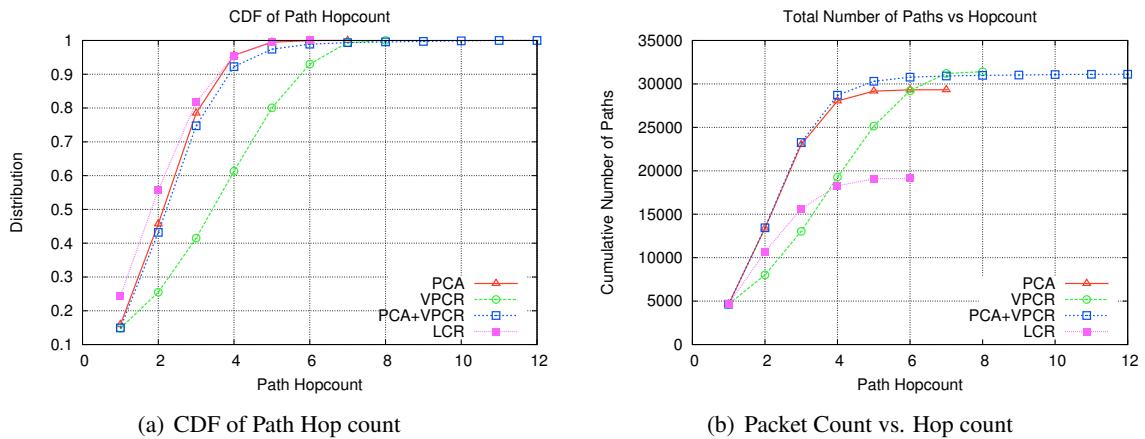 CDF of Path Hopcount
1
0.9
0.8
0.7
0.6
0.5
0.4
0.3
0.2
0.1
Distribution
PCA
VPCR
PCA+VPCR
LCR
0 2 4 6 8 10 12
Path Hopcount
(a) CDF of Path Hop count
Total Number of Paths vs Hopcount
35000
30000
25000
20000
15000
10000
5000
0
Cumulative Number of Paths
PCA
VPCR
PCA+VPCR
LCR
0 2 4 6 8 10 12
Path Hopcount
(b) Packet Count vs. Hop count